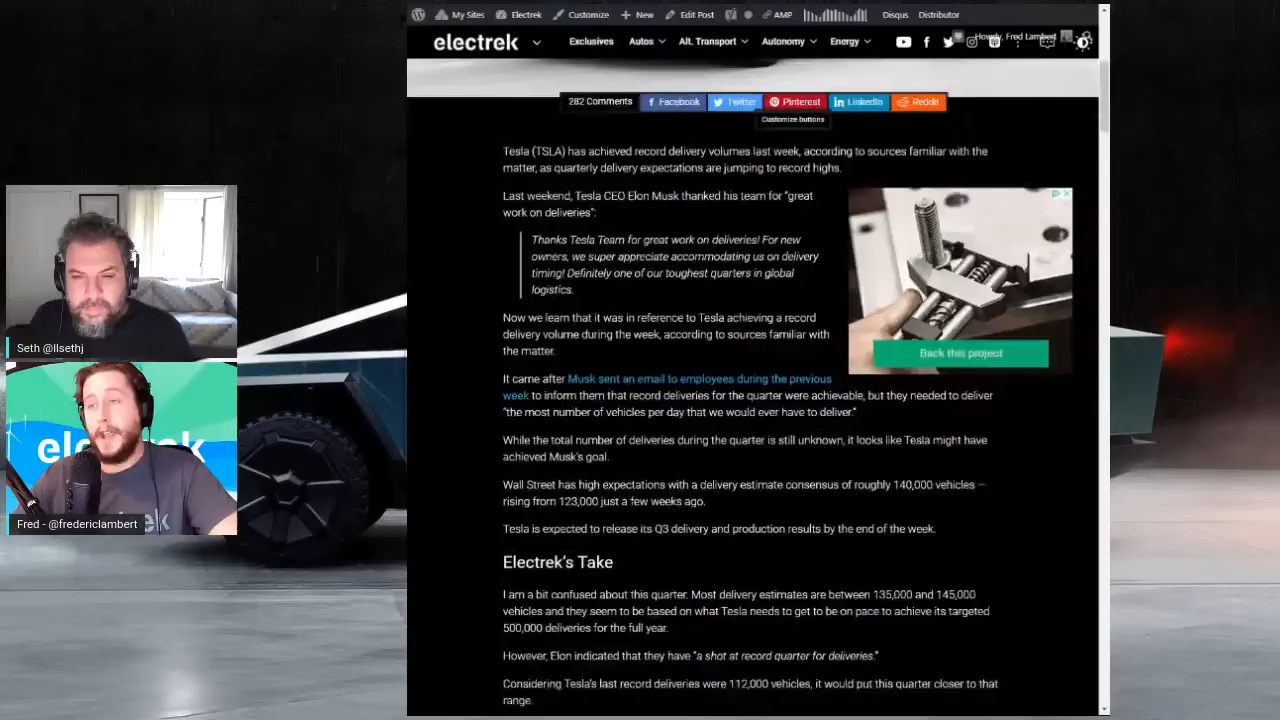 My Sites
Electrek
Customize
New
Edit Post
AMP
Disqus
Distributor
electrek
Exclusives
Autos
Alt. Transport
Autonomy
Energy
Howdy, Fred Lambert
282 Comments
Facebook
Twitter
Pinterest
LinkedIn
Reddit
Customize buttons
Tesla (TSLA) has achieved record delivery volumes last week, according to sources familiar with the
matter, as quarterly delivery expectations are jumping to record highs.
Last weekend, Tesla CEO Elon Musk thanked his team for “great
work on deliveries”:
Thanks Tesla Team for great work on deliveries! For new
owners, we super appreciate accommodating us on delivery
timing! Definitely one of our toughest quarters in global
logistics.
Now we learn that it was in reference to Tesla achieving a record
delivery volume during the week, according to sources familiar with
the matter.
Back this project
It came after Musk sent an email to employees during the previous
week to inform them that record deliveries for the quarter were achievable, but they needed to deliver
“the most number of vehicles per day that we would ever have to deliver.”
While the total number of deliveries during the quarter is still unknown, it looks like Tesla might have
achieved Musk's goal.
Wall Street has high expectations with a delivery estimate consensus of roughly 140,000 vehicles —
rising from 123,000 just a few weeks ago.
Tesla is expected to release its Q3 delivery and production results by the end of the week.
Electrek's Take
I am a bit confused about this quarter. Most delivery estimates are between 135,000 and 145,000
vehicles and they seem to be based on what Tesla needs to get to be on pace to achieve its targeted
500,000 deliveries for the full year.
However, Elon indicated that they have “a shot at record quarter for deliveries.”
Considering Tesla's last record deliveries were 112,000 vehicles, it would put this quarter closer to that
range.
Seth @llsethj
Fred - @fredericlambert